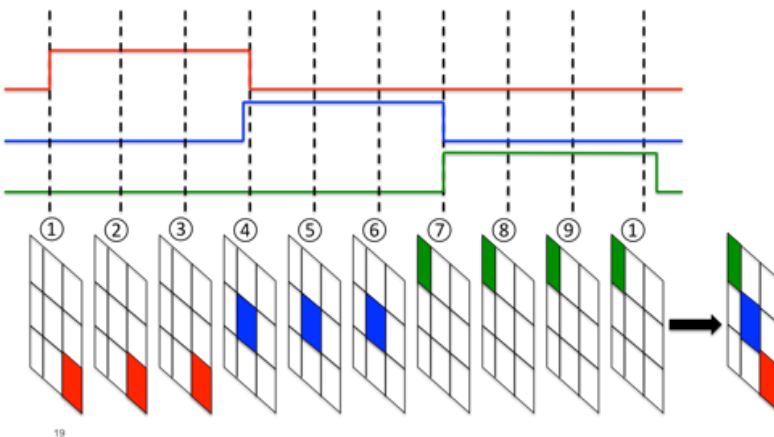 ① ② ③ ④ ⑤ ⑥ ⑦ ⑧ ⑨ ①
19